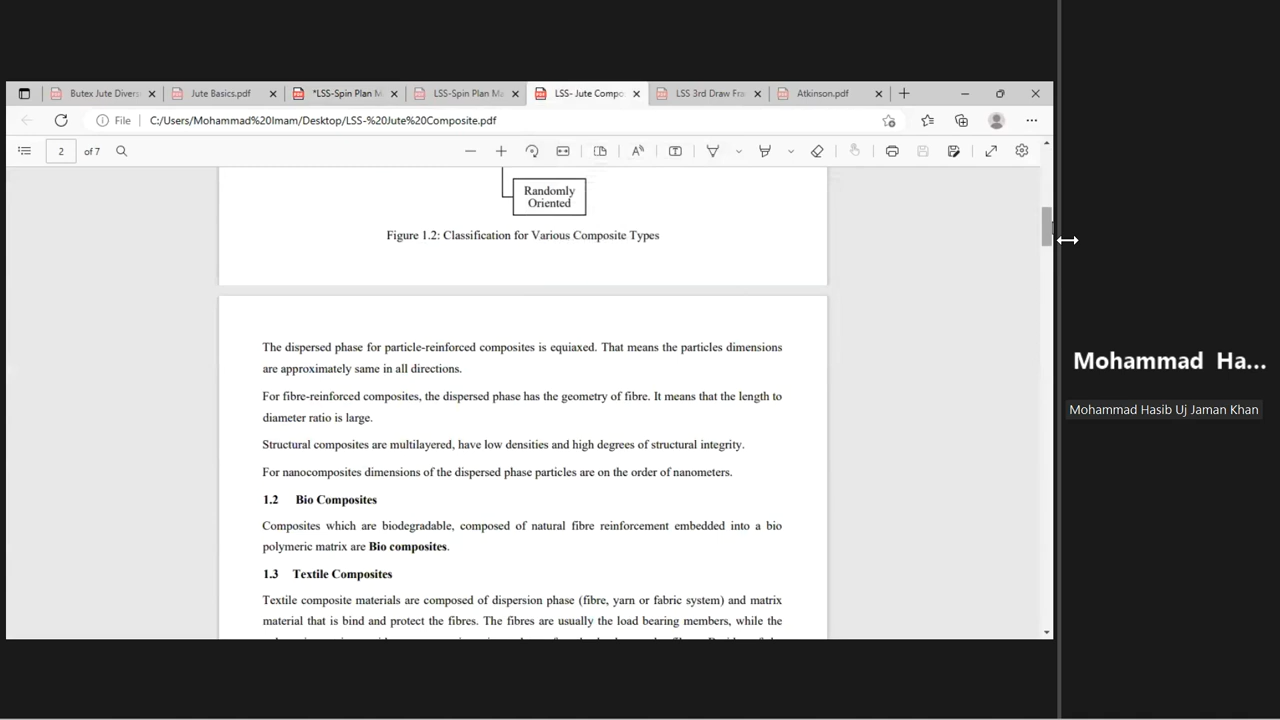 Butex Jute Divers
Jute Basics.pdf
*LSS-Spin Plan M
LSS-Spin Plan Ma
LSS- Jute Compo
LSS 3rd Draw Fra
Atkinson.pdf
File
C:/Users/Mohammad%20Imam/Desktop/LSS-%20Jute%20Composite.pdf
2 of 7
Randomly
Oriented
Figure 1.2: Classification for Various Composite Types
The dispersed phase for particle-reinforced composites is equiaxed. That means the particles dimensions
are approximately same in all directions.
For fibre-reinforced composites, the dispersed phase has the geometry of fibre. It means that the length to
diameter ratio is large.
Structural composites are multilayered, have low densities and high degrees of structural integrity.
For nanocomposites dimensions of the dispersed phase particles are on the order of nanometers.
1.2 Bio Composites
Composites which are biodegradable, composed of natural fibre reinforcement embedded into a bio
polymeric matrix are Bio composites.
1.3 Textile Composites
Textile composite materials are composed of dispersion phase (fibre, yarn or fabric system) and matrix
material that is bind and protect the fibres. The fibres are usually the load bearing members, while the
Mohammad Ha...
Mohammad Hasib Uj Jaman Khan